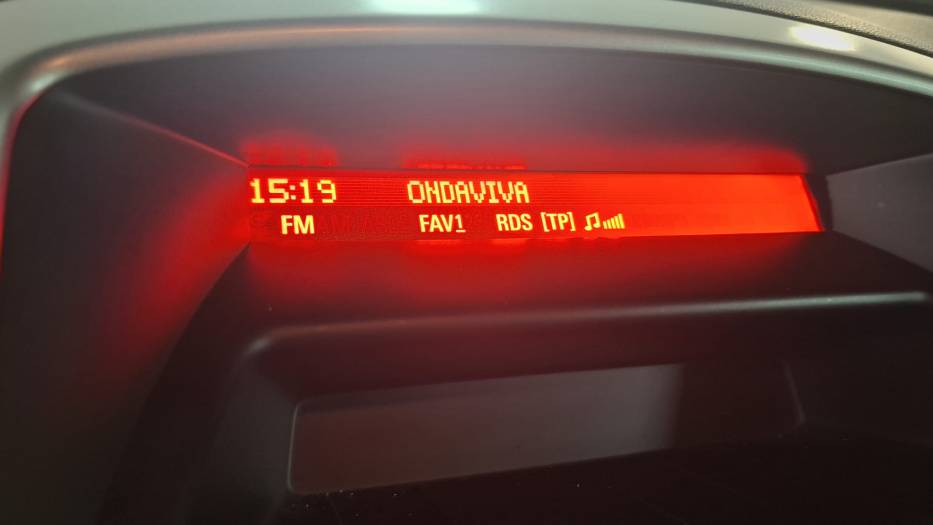 15:19 ONDAVIVA
FM FAV1 RDS [TP]